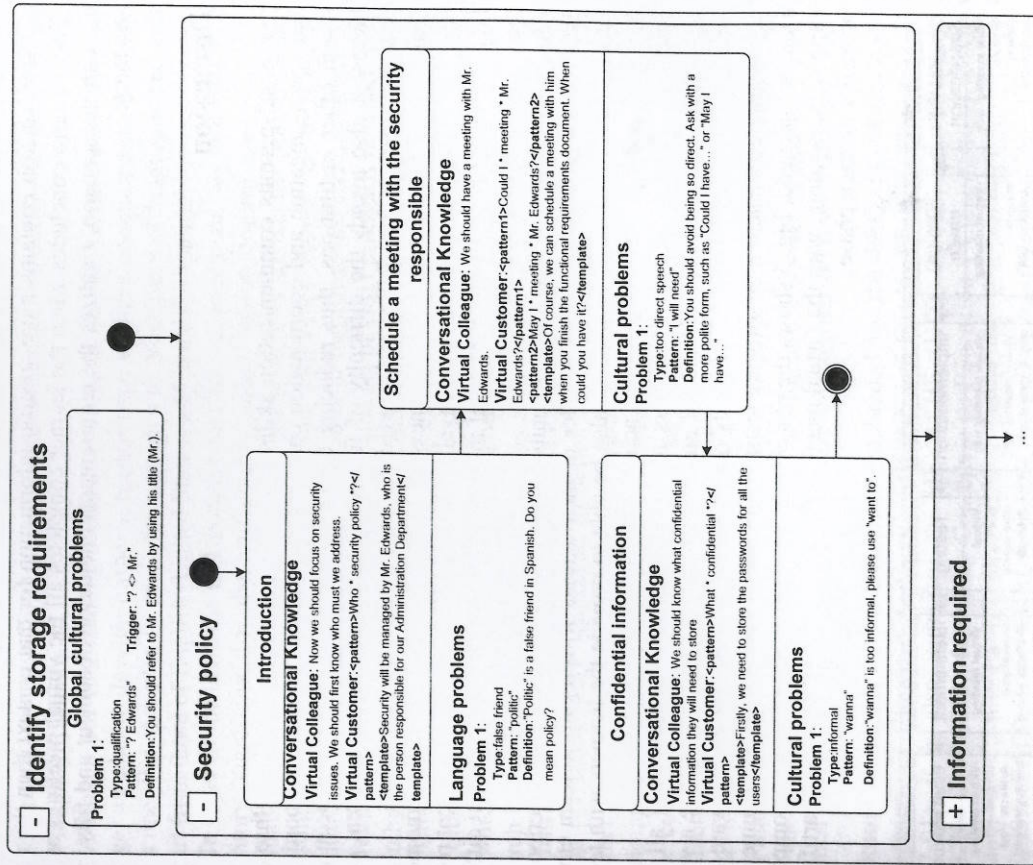 - Identify storage requirements
Global cultural problems
Problem 1:
Type:qualification
Pattern: "? Edwards" Trigger: "? <> Mr."
Definition:You should refer to Mr. Edwards by using his title (Mr.).
- Security policy
Introduction
Conversational Knowledge
Virtual Colleague: Now we should focus on security
issues. We should first know who must we address.
Virtual Customer:<pattern>Who * security policy *?</
pattern>
<template>Security will be managed by Mr. Edwards, who is
the person responsible for our Administration Department</
template>
Language problems
Problem 1:
Type:false friend
Pattern: "politic"
Definition:"Politic" is a false friend in Spanish. Do you
mean policy?
Schedule a meeting with the security
responsible
Conversational Knowledge
Virtual Colleague: We should have a meeting with Mr.
Edwards.
Virtual Customer:<pattern1>Could I * meeting * Mr.
Edwards?</pattern1>
<pattern2>May I * meeting * Mr. Edwards?</pattern2>
<template>Of course, we can schedule a meeting with him
when you finish the functional requirements document. When
could you have it?</template>
Cultural problems
Problem 1:
Type:too direct speech
Pattern: "I will need"
Definition:You should avoid being so direct. Ask with a
more polite form, such as "Could I have…" or "May I
have…"
Confidential information
Conversational Knowledge
Virtual Colleague: We should know what confidential
information they will need to store
Virtual Customer:<pattern>What * confidential *?</
pattern>
<template>Firstly, we need to store the passwords for all the
users</template>
Cultural problems
Problem 1:
Type:informal
Pattern: "wanna"
Definition:"wanna" is too informal, please use "want to".
+ Information required
...